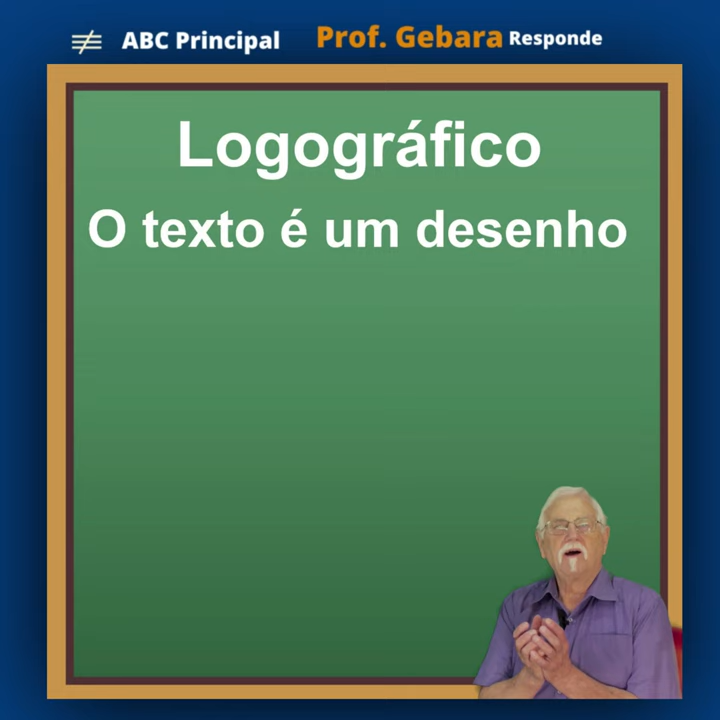 ABC Principal
Prof. Gebara Responde
Logográfico
O texto é um desenho